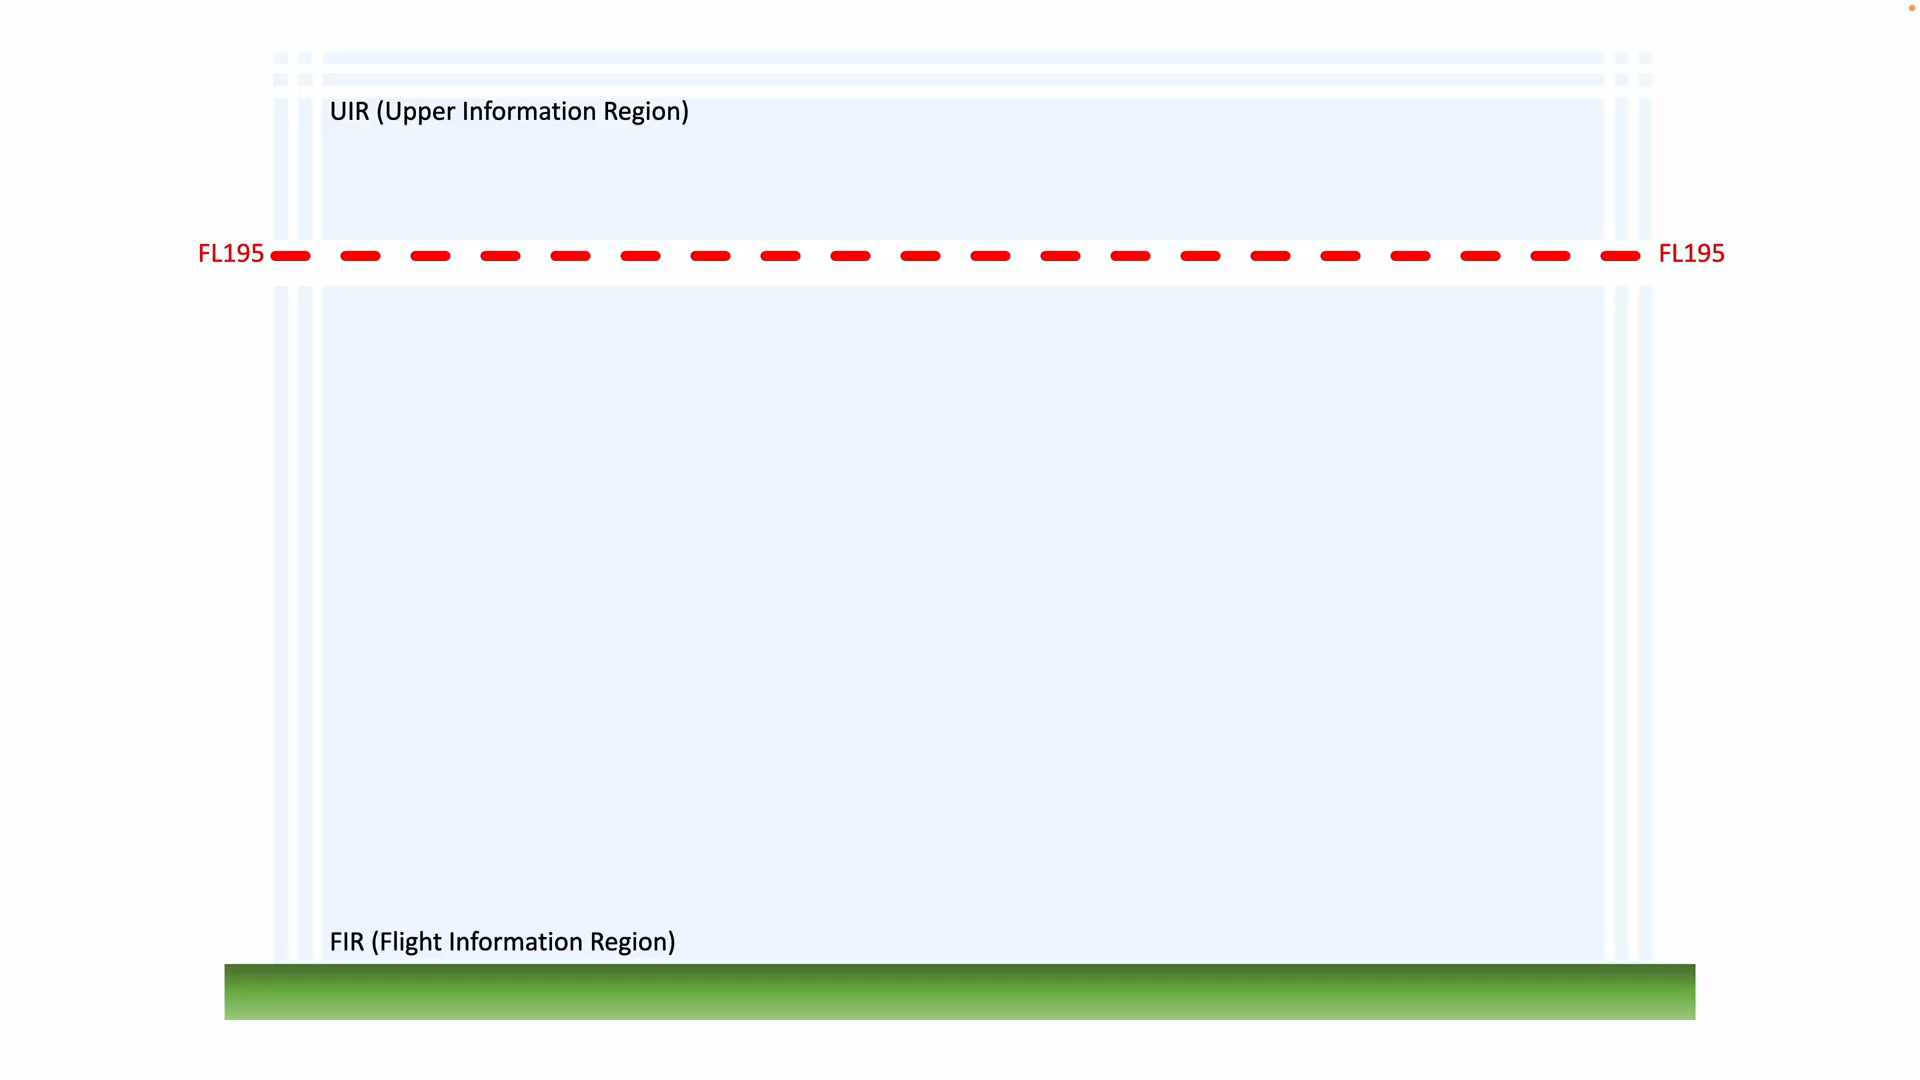 UIR (Upper Information Region)
FL195 FL195
FIR (Flight Information Region)